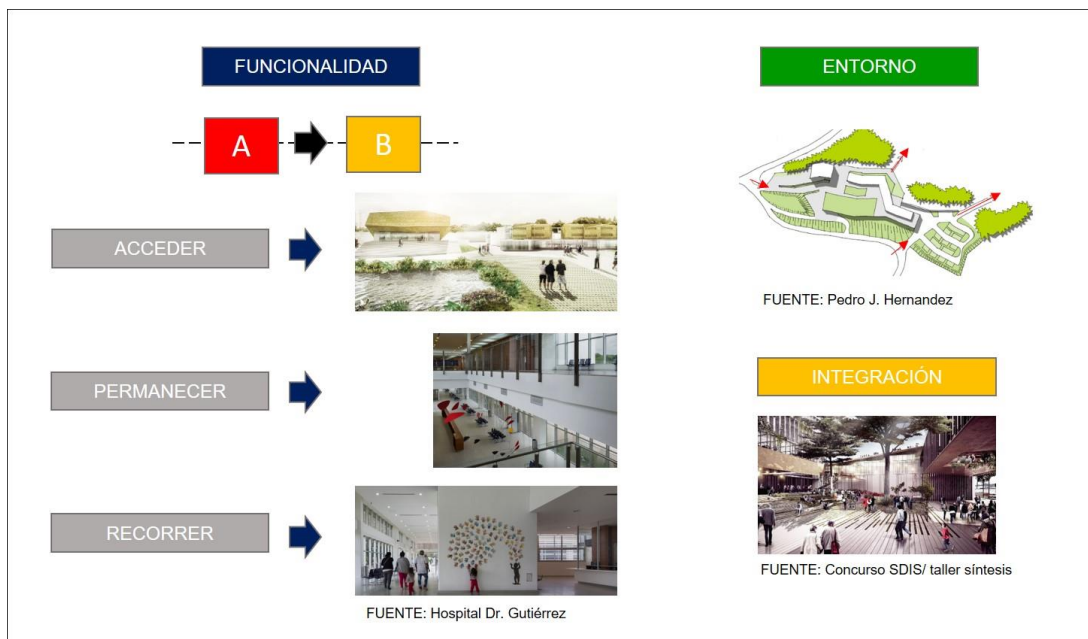 FUNCIONALIDAD
A
B
ACCEDER
PERMANECER
RECORRER
FUENTE: Hospital Dr. Gutiérrez
ENTORNO
FUENTE: Pedro J. Hernandez
INTEGRACIÓN
FUENTE: Concurso SDIS/ taller síntesis